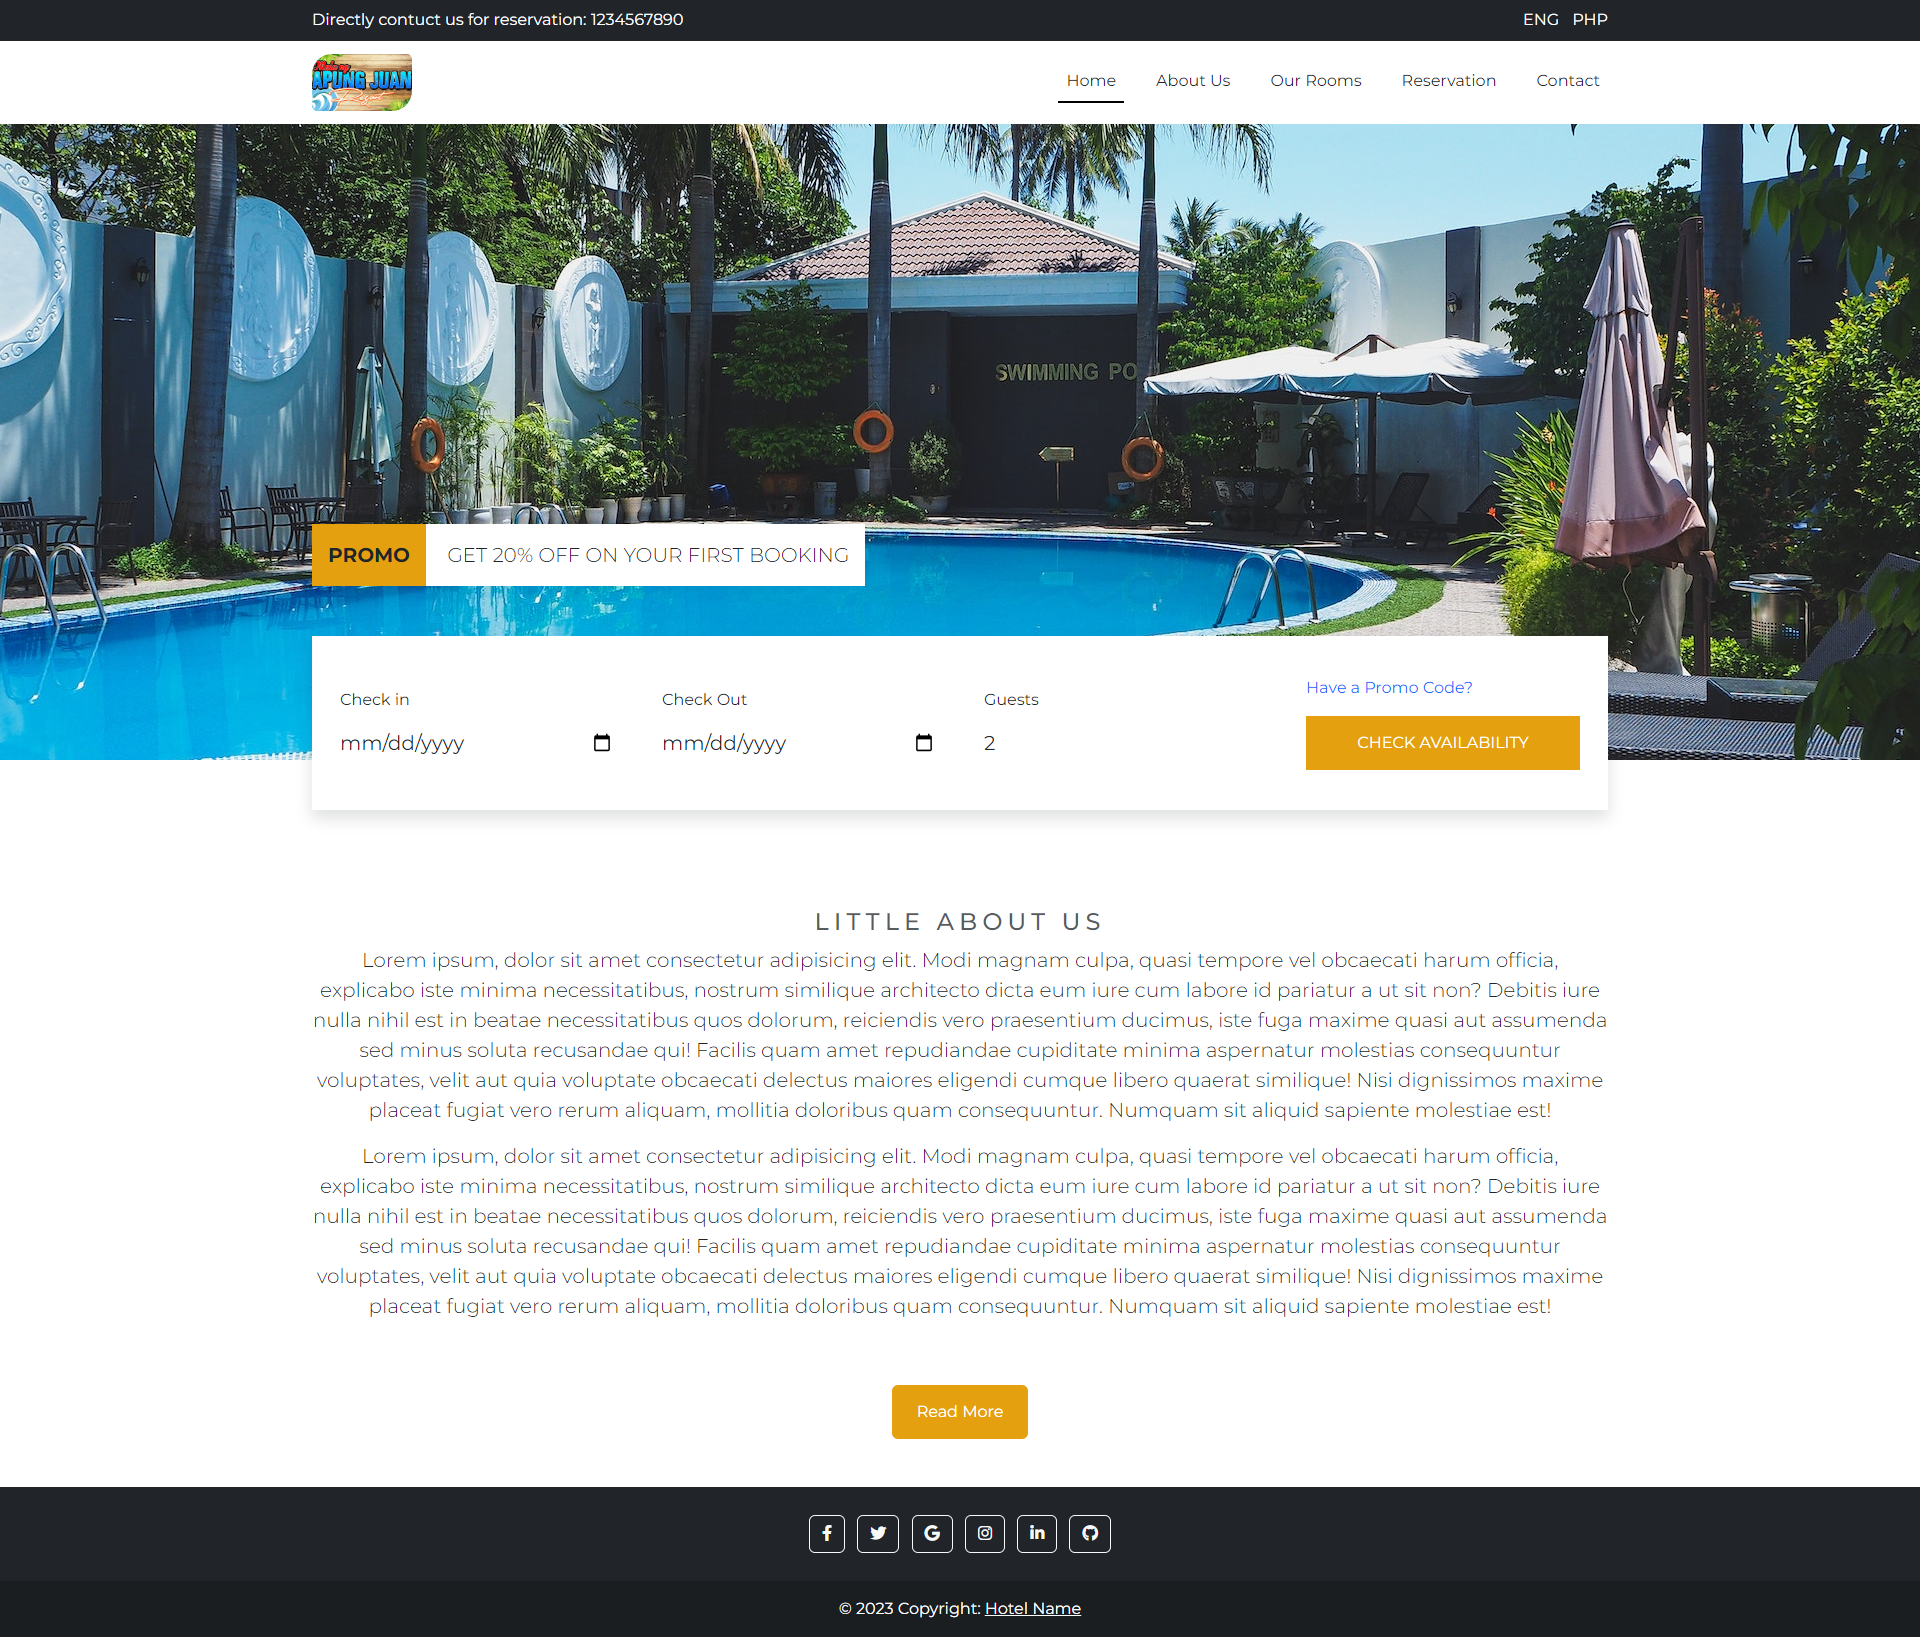 Directly contuct us for reservation: 1234567890
ENG PHP
APUNG JUAN
Resort
Home About Us Our Rooms Reservation Contact
SWIMMING PO
PROMO GET 20% OFF ON YOUR FIRST BOOKING
Check in
mm/dd/yyyy
Check Out
mm/dd/yyyy
Guests
2
Have a Promo Code?
CHECK AVAILABILITY
LITTLE ABOUT US
Lorem ipsum, dolor sit amet consectetur adipisicing elit. Modi magnam culpa, quasi tempore vel obcaecati harum officia,
explicabo iste minima necessitatibus, nostrum similique architecto dicta eum iure cum labore id pariatur a ut sit non? Debitis iure
nulla nihil est in beatae necessitatibus quos dolorum, reiciendis vero praesentium ducimus, iste fuga maxime quasi aut assumenda
sed minus soluta recusandae qui! Facilis quam amet repudiandae cupiditate minima aspernatur molestias consequuntur
voluptates, velit aut quia voluptate obcaecati delectus maiores eligendi cumque libero quaerat similique! Nisi dignissimos maxime
placeat fugiat vero rerum aliquam, mollitia doloribus quam consequuntur. Numquam sit aliquid sapiente molestiae est!
Lorem ipsum, dolor sit amet consectetur adipisicing elit. Modi magnam culpa, quasi tempore vel obcaecati harum officia,
explicabo iste minima necessitatibus, nostrum similique architecto dicta eum iure cum labore id pariatur a ut sit non? Debitis iure
nulla nihil est in beatae necessitatibus quos dolorum, reiciendis vero praesentium ducimus, iste fuga maxime quasi aut assumenda
sed minus soluta recusandae qui! Facilis quam amet repudiandae cupiditate minima aspernatur molestias consequuntur
voluptates, velit aut quia voluptate obcaecati delectus maiores eligendi cumque libero quaerat similique! Nisi dignissimos maxime
placeat fugiat vero rerum aliquam, mollitia doloribus quam consequuntur. Numquam sit aliquid sapiente molestiae est!
Read More
© 2023 Copyright: Hotel Name